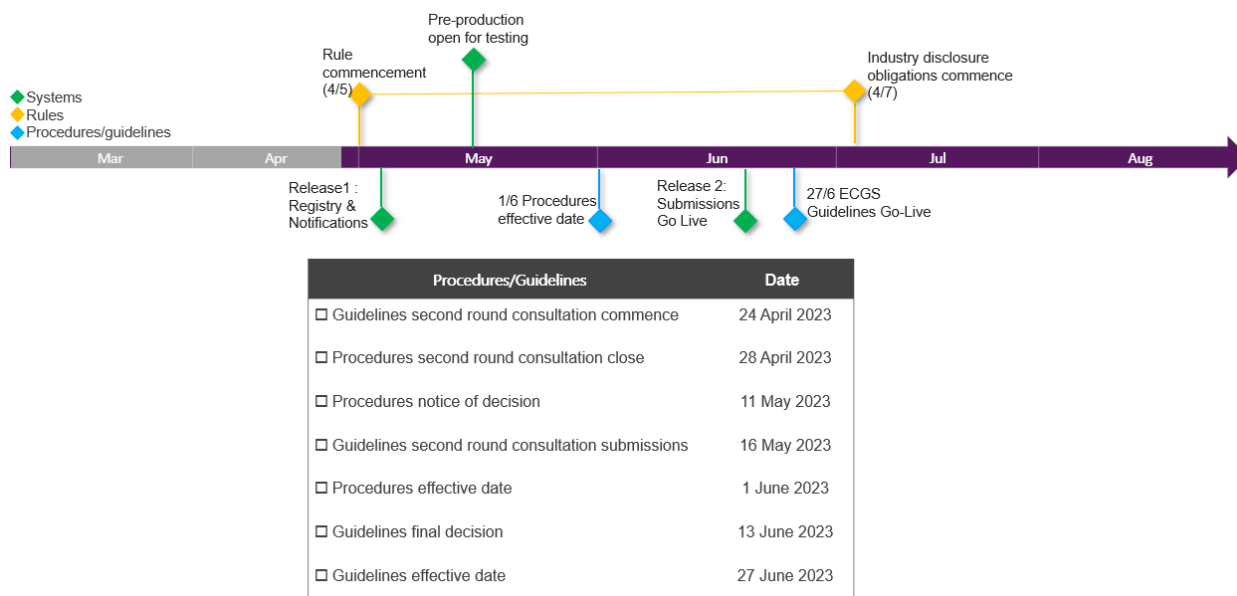 Pre-production
open for testing
Rule
commencement
(4/5)
Industry disclosure
obligations commence
(4/7)
Systems
Rules
Procedures/guidelines
Mar Apr May Jun Jul Aug
Release1 :
Registry &
Notifications
1/6 Procedures
effective date
Release 2:
Submissions
Go Live
27/6 ECGS
Guidelines Go-Live
Procedures/Guidelines Date
☐ Guidelines second round consultation commence 24 April 2023
☐ Procedures second round consultation close 28 April 2023
☐ Procedures notice of decision 11 May 2023
☐ Guidelines second round consultation submissions 16 May 2023
☐ Procedures effective date 1 June 2023
☐ Guidelines final decision 13 June 2023
☐ Guidelines effective date 27 June 2023